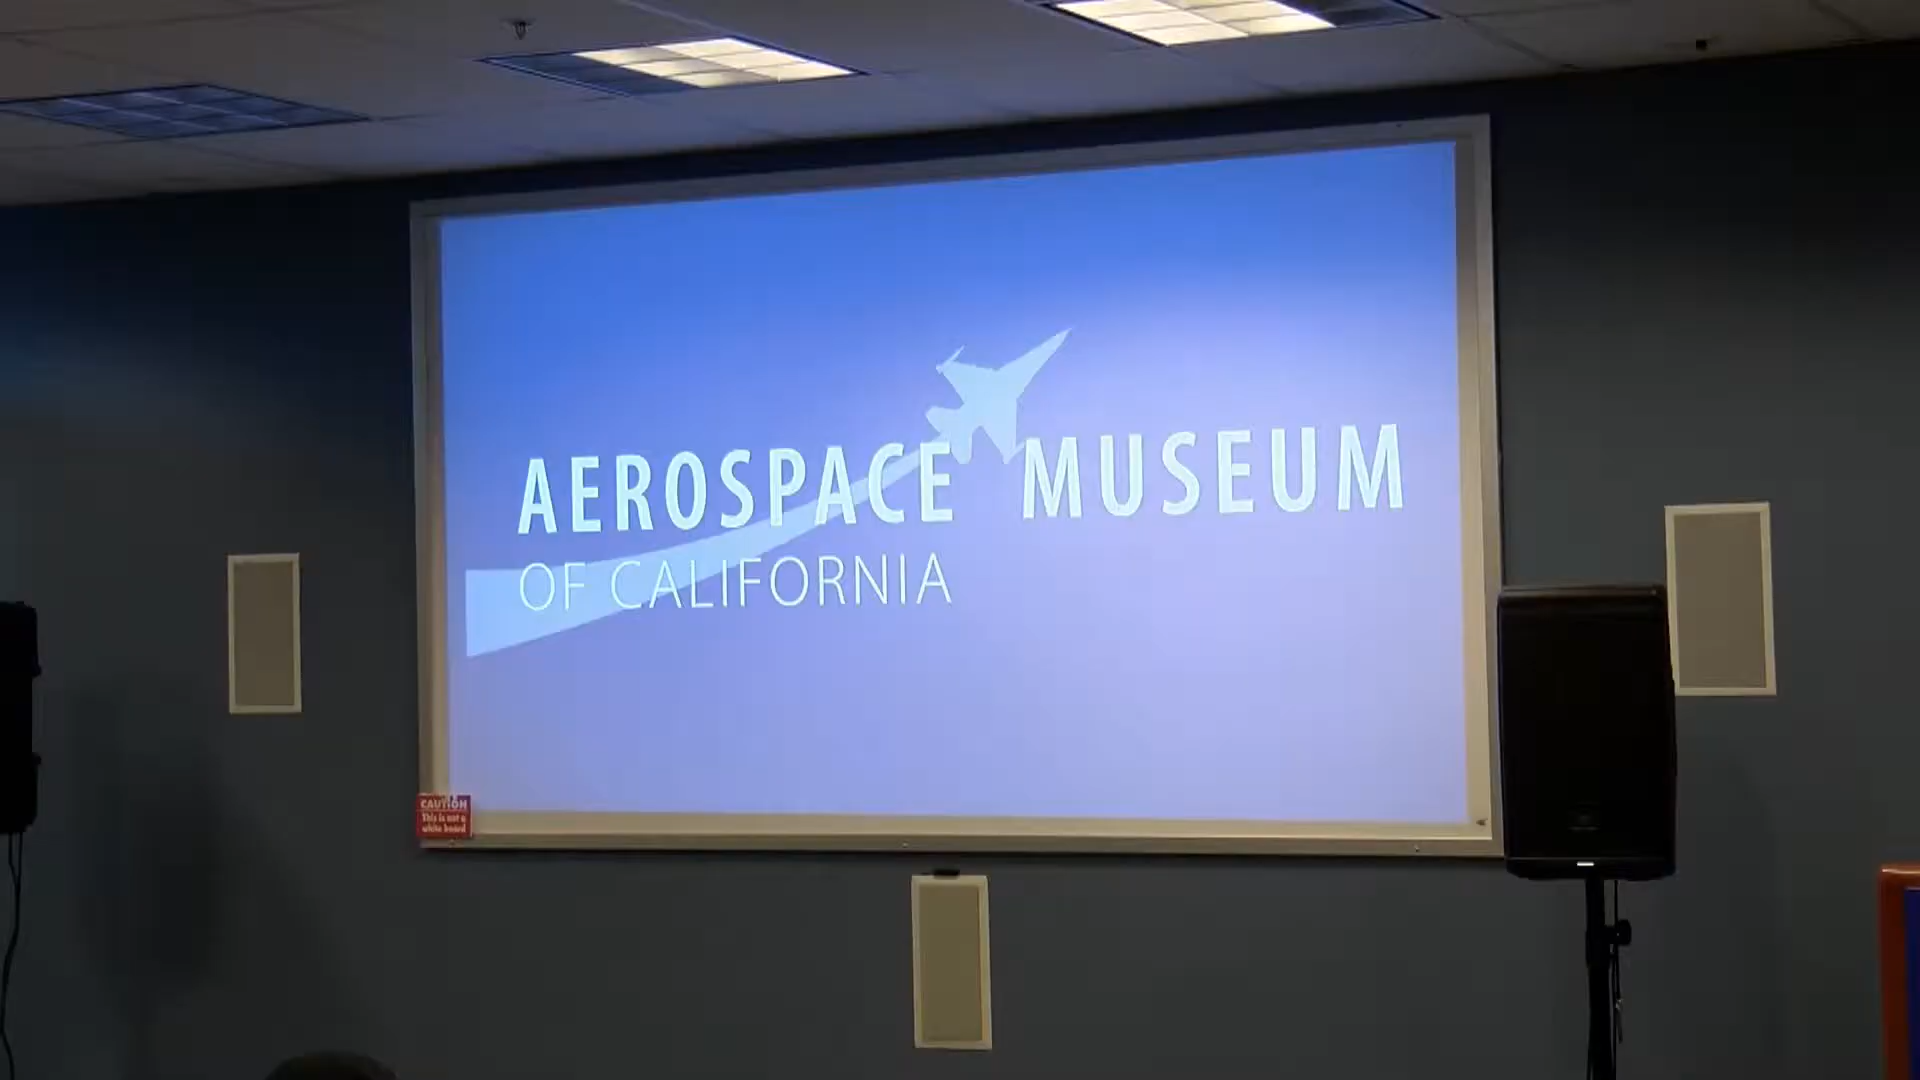 AEROSPACE MUSEUM
OF CALIFORNIA
CAUTION
This is not a
white board